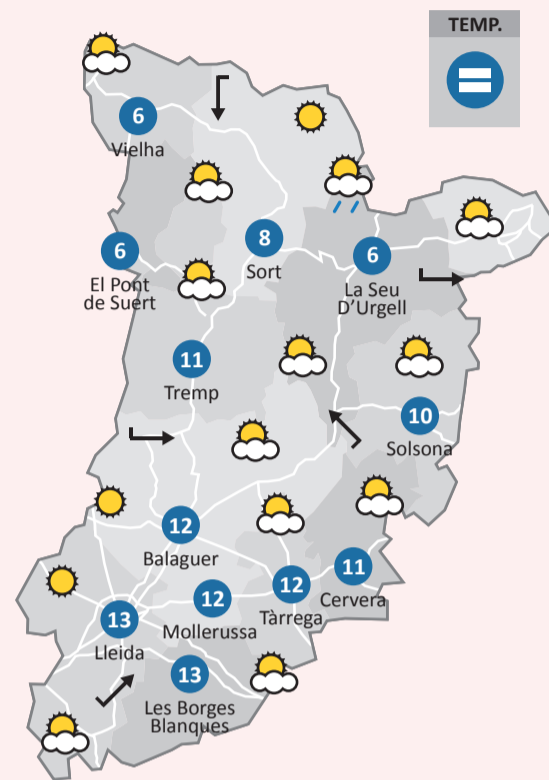 TEMP.
6
Vielha
6
El Pont
de Suert
8
Sort
6
La Seu
D'Urgell
11
Tremp
10
Solsona
12
Balaguer
12
Mollerussa
12
Tàrrega
11
Cervera
13
Lleida
13
Les Borges
Blanques